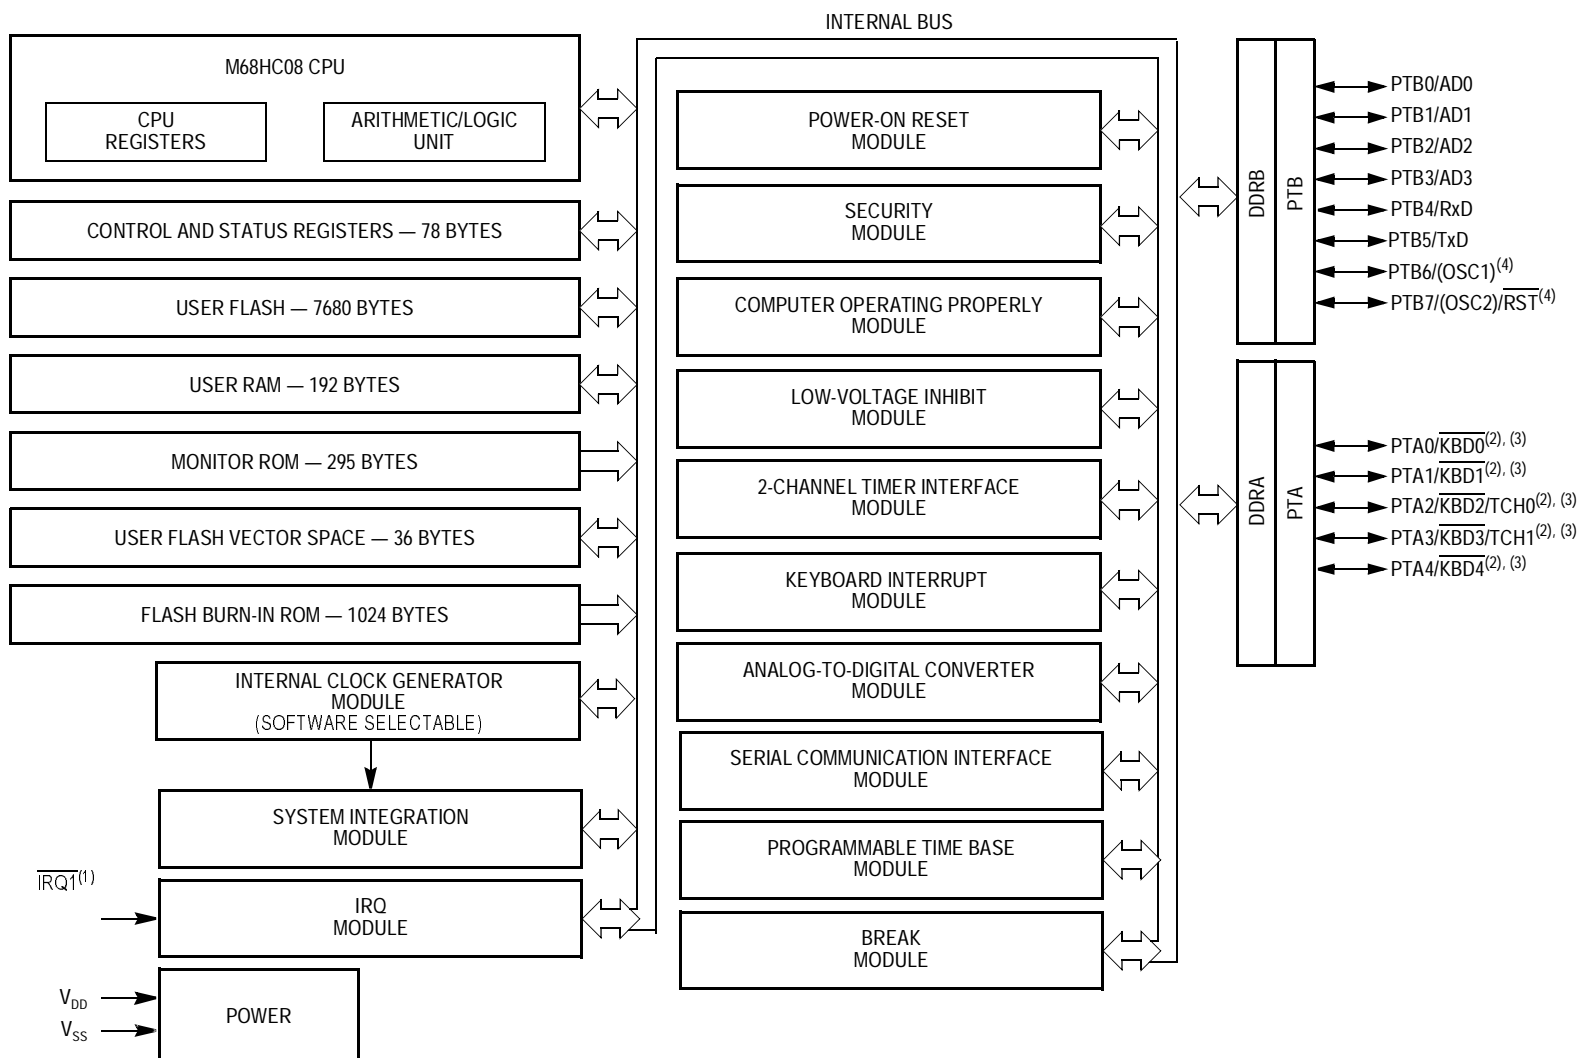 INTERNAL BUS
M68HC08 CPU
CPU
REGISTERS
ARITHMETIC/LOGIC
UNIT
CONTROL AND STATUS REGISTERS — 78 BYTES
USER FLASH — 7680 BYTES
USER RAM — 192 BYTES
MONITOR ROM — 295 BYTES
USER FLASH VECTOR SPACE — 36 BYTES
FLASH BURN-IN ROM — 1024 BYTES
INTERNAL CLOCK GENERATOR
MODULE
(SOFTWARE SELECTABLE)
SYSTEM INTEGRATION
MODULE
IRQ1(1)
IRQ
MODULE
VDD
VSS
POWER
POWER-ON RESET
MODULE
SECURITY
MODULE
COMPUTER OPERATING PROPERLY
MODULE
LOW-VOLTAGE INHIBIT
MODULE
2-CHANNEL TIMER INTERFACE
MODULE
KEYBOARD INTERRUPT
MODULE
ANALOG-TO-DIGITAL CONVERTER
MODULE
SERIAL COMMUNICATION INTERFACE
MODULE
PROGRAMMABLE TIME BASE
MODULE
BREAK
MODULE
DDRB
PTB
PTB0/AD0
PTB1/AD1
PTB2/AD2
PTB3/AD3
PTB4/RxD
PTB5/TxD
PTB6/(OSC1)(4)
PTB7/(OSC2)/RST(4)
DDRA
PTA
PTA0/KBD0(2), (3)
PTA1/KBD1(2), (3)
PTA2/KBD2/TCH0(2), (3)
PTA3/KBD3/TCH1(2), (3)
PTA4/KBD4(2), (3)